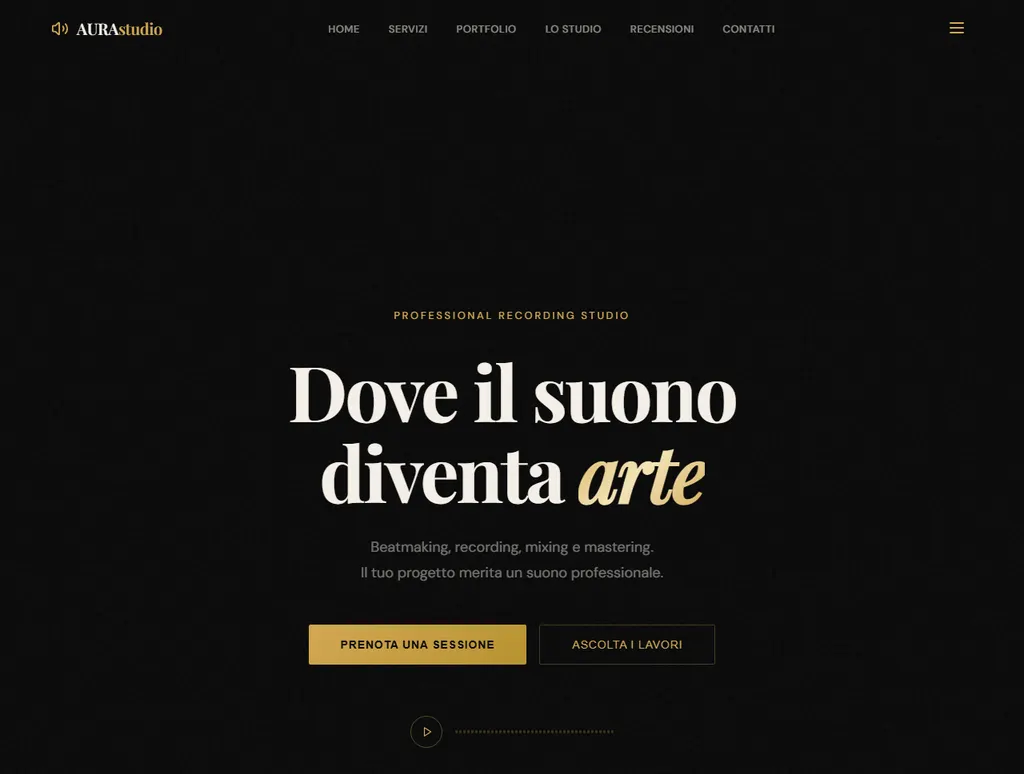 AURAstudio
HOME SERVIZI PORTFOLIO LO STUDIO RECENSIONI CONTATTI
PROFESSIONAL RECORDING STUDIO
Dove il suono
diventa arte
Beatmaking, recording, mixing e mastering.
Il tuo progetto merita un suono professionale.
PRENOTA UNA SESSIONE
ASCOLTA I LAVORI